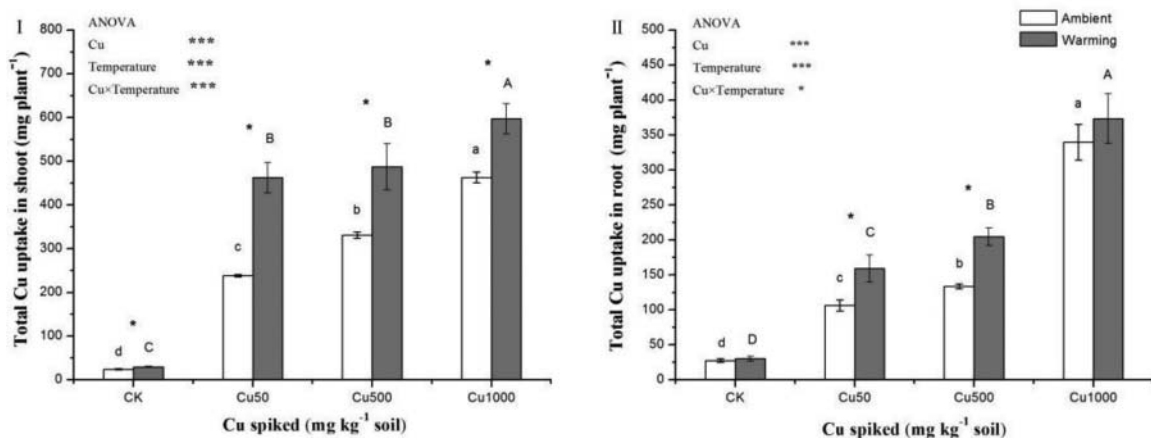 I
ANOVA
Cu ***
Temperature ***
Cu×Temperature ***
Total Cu uptake in shoot (mg plant⁻¹)
800
700
600
500
400
300
200
100
0
d
*
C
c
*
B
b
*
B
a
*
A
CK
Cu50
Cu500
Cu1000
Cu spiked (mg kg⁻¹ soil)
II
ANOVA
Cu ***
Temperature ***
Cu×Temperature *
Ambient
Warming
Total Cu uptake in root (mg plant⁻¹)
500
450
400
350
300
250
200
150
100
50
0
d
D
c
*
C
b
*
B
a
A
CK
Cu50
Cu500
Cu1000
Cu spiked (mg kg⁻¹ soil)